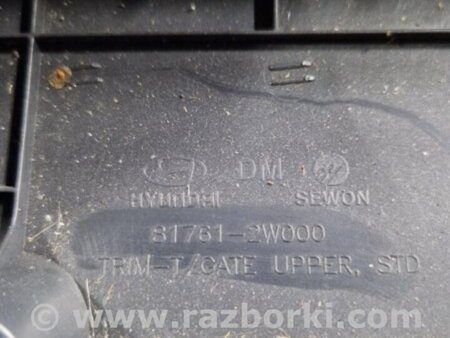 DM
HYUNDAI SEWON
81761-2W000
TRIM-T/GATE UPPER, STD
www.razborki.com